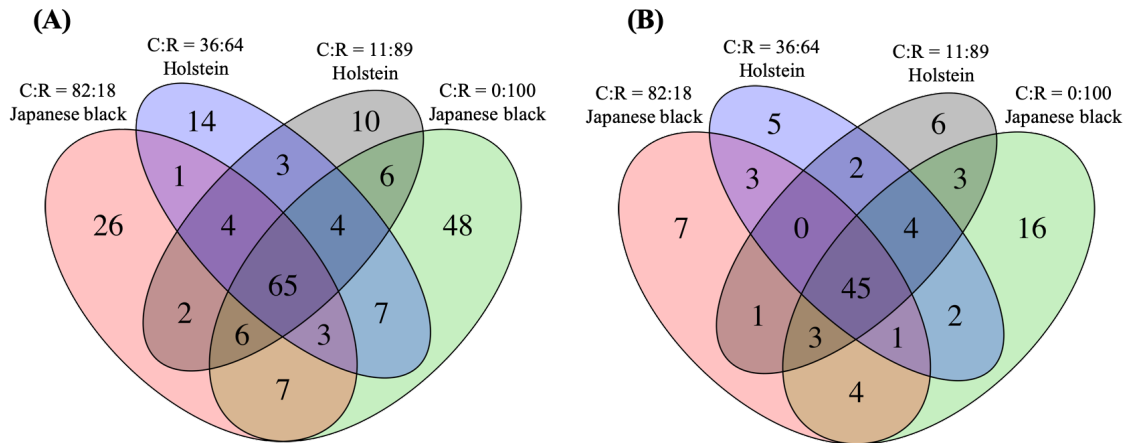 (A)
C:R = 36:64
Holstein
C:R = 11:89
Holstein
C:R = 82:18
Japanese black
C:R = 0:100
Japanese black
14
10
1
3
6
26
4
4
48
65
2
6
3
7
7
(B)
C:R = 36:64
Holstein
C:R = 11:89
Holstein
C:R = 82:18
Japanese black
C:R = 0:100
Japanese black
5
6
3
2
3
7
0
4
16
45
1
3
1
2
4